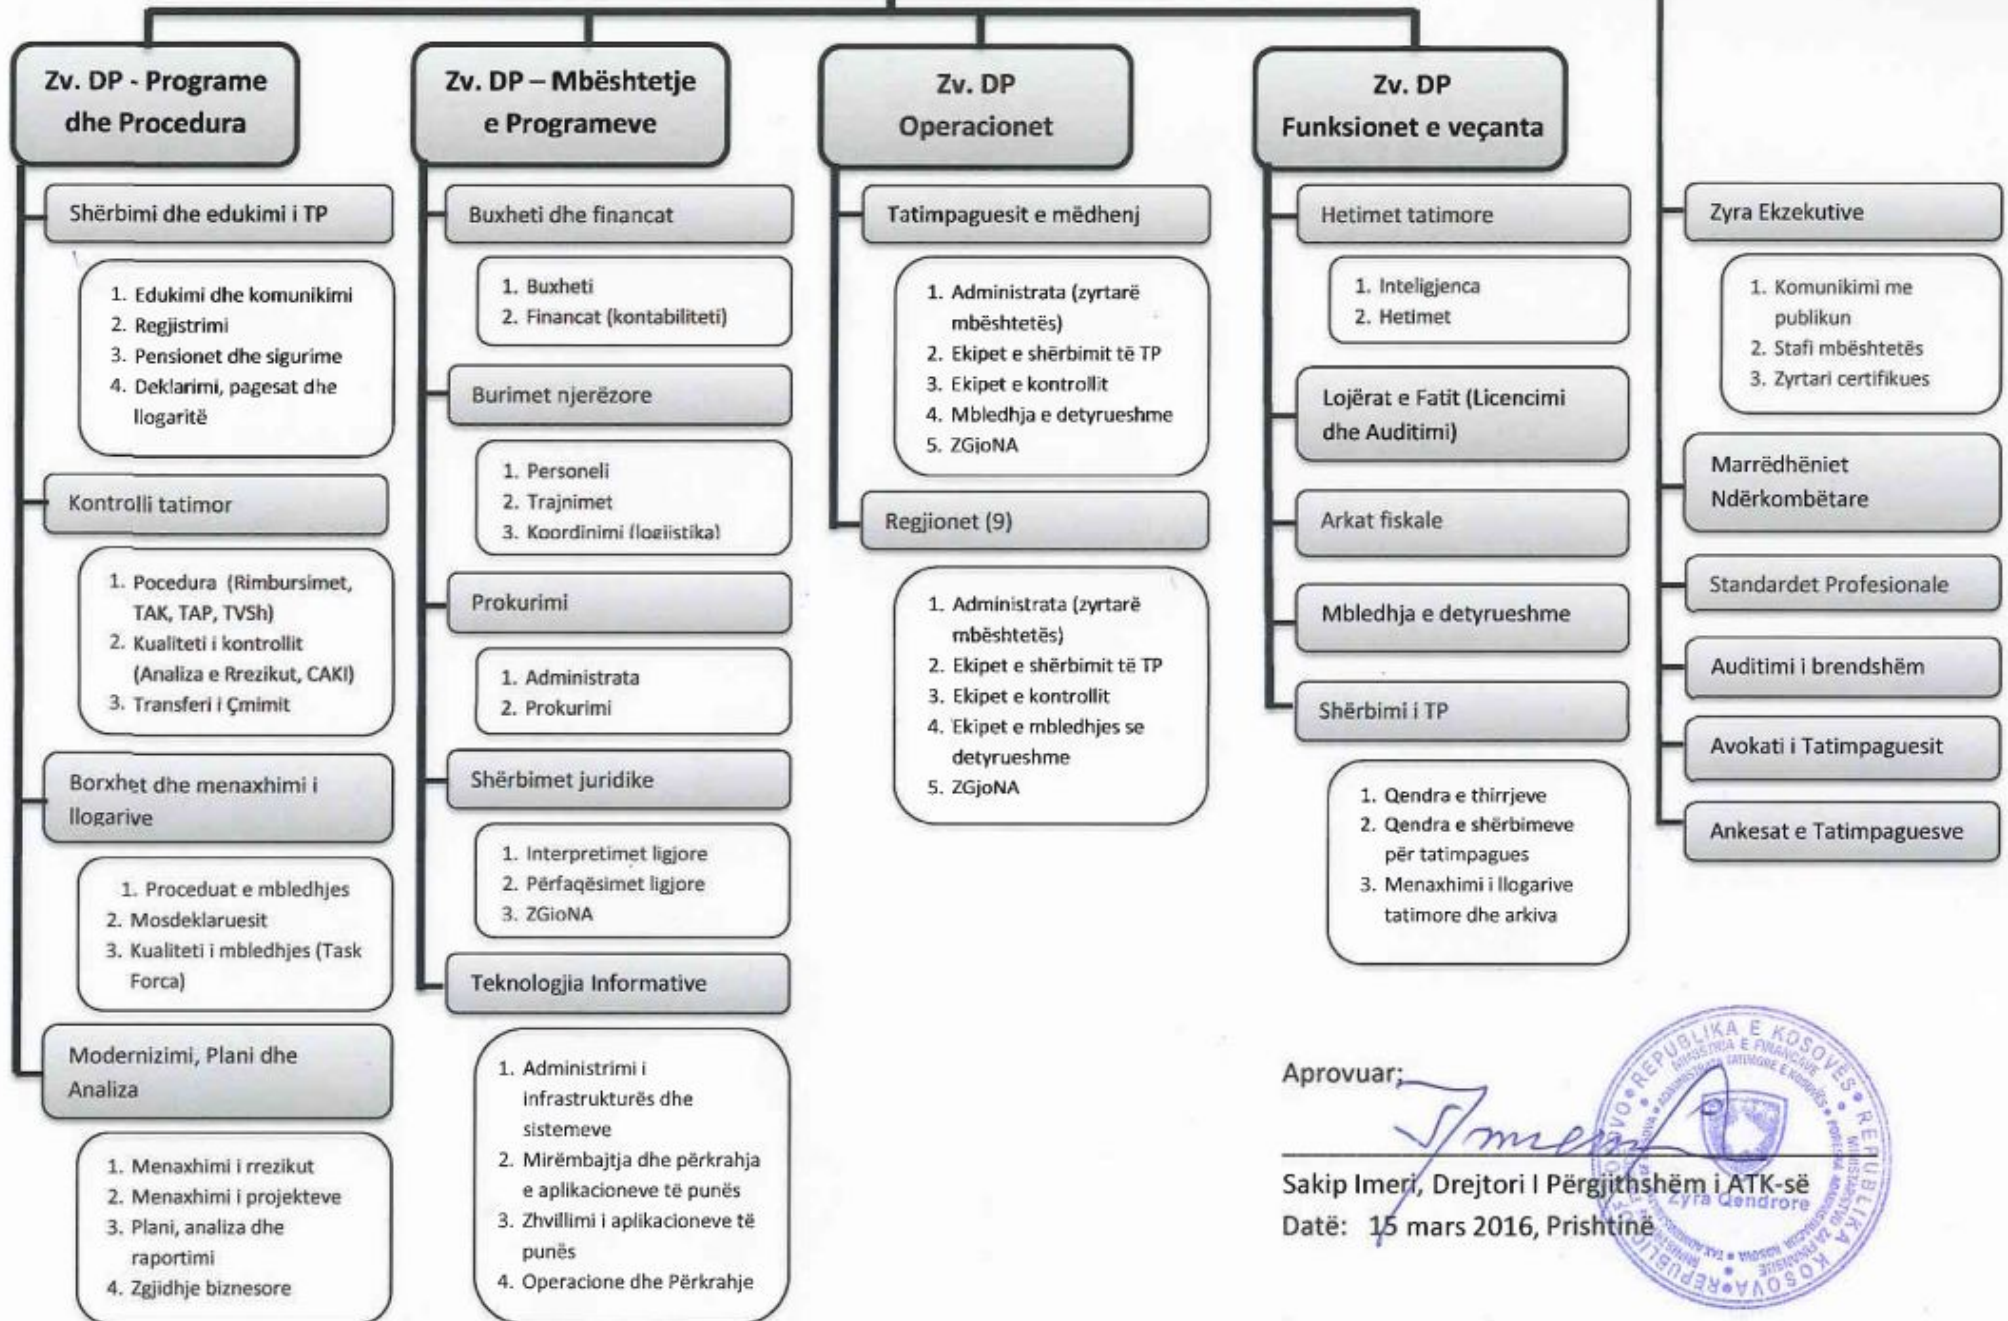 Zv. DP - Programe
dhe Procedura
Shërbimi dhe edukimi i TP
1. Edukimi dhe komunikimi
2. Regjistrimi
3. Pensionet dhe sigurime
4. Deklarimi, pagesat dhe
llogaritë
Kontrolli tatimor
1. Pocedura (Rimbursimet,
TAK, TAP, TVSh)
2. Kualiteti i kontrollit
(Analiza e Rrezikut, CAKI)
3. Transferi i Çmimit
Borxhet dhe menaxhimi i
llogarive
1. Proceduat e mbledhjes
2. Mosdeklaruesit
3. Kualiteti i mbledhjes (Task
Forca)
Modernizimi, Plani dhe
Analiza
1. Menaxhimi i rrezikut
2. Menaxhimi i projekteve
3. Plani, analiza dhe
raportimi
4. Zgjidhje biznesore
Zv. DP – Mbështetje
e Programeve
Buxheti dhe financat
1. Buxheti
2. Financat (kontabiliteti)
Burimet njerëzore
1. Personeli
2. Trajnimet
3. Koordinimi (logjistika)
Prokurimi
1. Administrata
2. Prokurimi
Shërbimet juridike
1. Interpretimet ligjore
2. Përfaqësimet ligjore
3. ZGjoNA
Teknologjia Informative
1. Administrimi i
infrastrukturës dhe
sistemeve
2. Mirëmbajtja dhe përkrahja
e aplikacioneve të punës
3. Zhvillimi i aplikacioneve të
punës
4. Operacione dhe Përkrahje
Zv. DP
Operacionet
Tatimpaguesit e mëdhenj
1. Administrata (zyrtarë
mbështetës)
2. Ekipet e shërbimit të TP
3. Ekipet e kontrollit
4. Mbledhja e detyrueshme
5. ZGjoNA
Regjionet (9)
1. Administrata (zyrtarë
mbështetës)
2. Ekipet e shërbimit të TP
3. Ekipet e kontrollit
4. Ekipet e mbledhjes se
detyrueshme
5. ZGjoNA
Zv. DP
Funksionet e veçanta
Hetimet tatimore
1. Inteligjenca
2. Hetimet
Lojërat e Fatit (Licencimi
dhe Auditimi)
Arkat fiskale
Mbledhja e detyrueshme
Shërbimi i TP
1. Qendra e thirrjeve
2. Qendra e shërbimeve
për tatimpagues
3. Menaxhimi i llogarive
tatimore dhe arkiva
Zyra Ekzekutive
1. Komunikimi me
publikun
2. Stafi mbështetës
3. Zyrtari certifikues
Marrëdhëniet
Ndërkombëtare
Standardet Profesionale
Auditimi i brendshëm
Avokati i Tatimpaguesit
Ankesat e Tatimpaguesve
Aprovuar:
Sakip Imeri, Drejtori I Përgjithshëm i ATK-së
Datë: 15 mars 2016, Prishtinë
REPUBLIKA E KOSOVËS • REPUBLIKA KOSOVA •
MINISTRIA E FINANCAVE
Zyra Qendrore